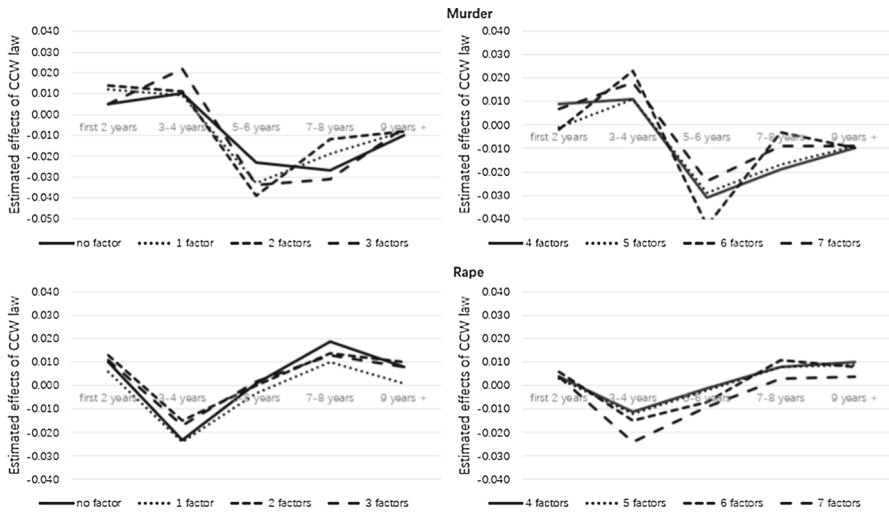 Murder
Estimated effects of CCW law
0.040
0.030
0.020
0.010
0.000
-0.010
-0.020
-0.030
-0.040
-0.050
first 2 years 3-4 years 5-6 years 7-8 years 9 years +
no factor 1 factor 2 factors 3 factors
Estimated effects of CCW law
0.040
0.030
0.020
0.010
0.000
-0.010
-0.020
-0.030
-0.040
first 2 years 3-4 years 5-6 years 7-8 years 9 years +
4 factors 5 factors 6 factors 7 factors
Rape
Estimated effects of CCW law
0.040
0.030
0.020
0.010
0.000
-0.010
-0.020
-0.030
-0.040
first 2 years 3-4 years 5-6 years 7-8 years 9 years +
no factor 1 factor 2 factors 3 factors
Estimated effects of CCW law
0.040
0.030
0.020
0.010
0.000
-0.010
-0.020
-0.030
-0.040
first 2 years 3-4 years 5-6 years 7-8 years 9 years +
4 factors 5 factors 6 factors 7 factors